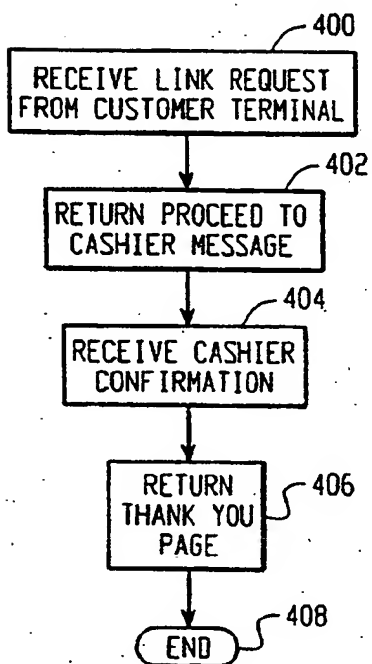 400
RECEIVE LINK REQUEST
FROM CUSTOMER TERMINAL
402
RETURN PROCEED TO
CASHIER MESSAGE
404
RECEIVE CASHIER
CONFIRMATION
RETURN
THANK YOU
PAGE
406
END
408